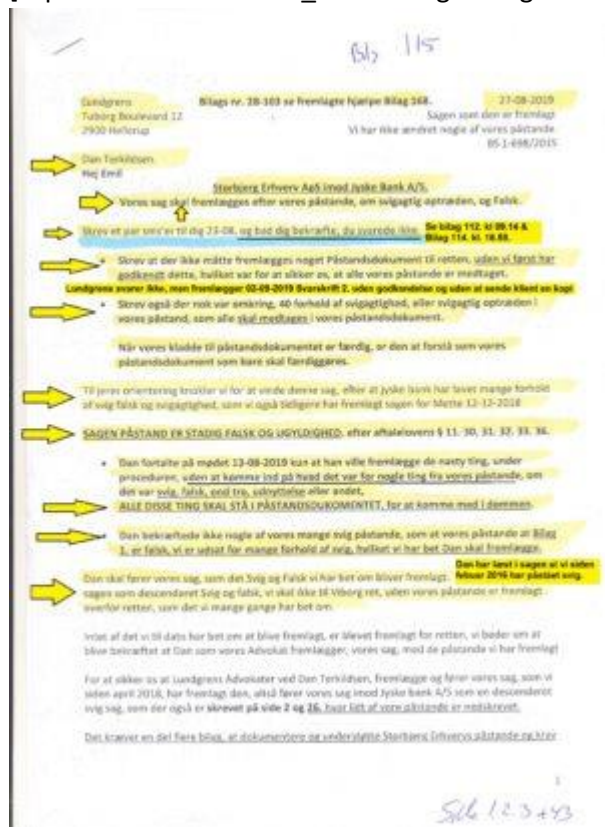 Bls 115
Lundgrens
Bilags nr. 28-103 se fremlagte hjælpe Bilag 168.
27-08-2019
Tuborg Boulevard 12
Sagen som den er fremlagt
2900 Hellerup
Vi har ikke ændret nogle af vores påstande
BS 1-698/2015
Dan Terkildsen.
Hej Emil
Storbjerg Erhverv ApS imod Jyske Bank A/S.
Vores sag skal fremlægges efter vores påstande, om svigagtig optræden, og Falsk.
Skrev et par sms'er til dig 23-08. og bad dig bekræfte, du svarede ikke.
Se bilag 112. kl 09.14 &
Bilag 114. kl.
• Skrev at der ikke måtte fremlægges noget Påstandsdokument til retten, uden vi først har
godkendt dette, hvilket var for at sikker os, at alle vores påstande er medtaget.
Lundgrens svarer ikke, men fremlægger 02-09-2019 Svarskrift 2, uden godkendelse og uden at sende klient en kopi
• Skrev også der nok var omkring, 40 forhold af svigagtighed, eller svigagtig optræden i
vores påstand, som alle skal medtages i vores påstandsdokument.
Når vores kladde til påstandsdokumentet er færdig, er den at forstå som vores
påstandsdokument som bare skal færdiggøres.
Til jeres orientering knokler vi for at vinde denne sag, efter at jyske bank har lavet mange forhold
af svig falsk og svigagtighed, som vi også tidligere har fremlagt sagen for Mette 12-12-2018
SAGEN PÅSTAND ER STADIG FALSK OG UGYLDIGHED. efter aftaleloven § 11. 30. 31. 32. 33. 36.
• Dan fortalte på mødet 13-08-2019 kun at han ville fremlægge de nasty ting, under
proceduren, uden at komme ind på hvad det var for nogle ting fra vores påstande, om
det var svig, falsk, ond tro, udnyttelse eller andet,
ALLE DISSE TING SKAL STÅ I PÅSTANDSDUKOMENTET, for at komme med i dommen.
• Dan bekræftede ikke nogle af vores mange svig påstande, som at vores påstande at Bilag
1. er falsk, vi er udsat for mange forhold af svig, hvilket vi har bet Dan skal fremlægge.
Dan har læst i sagen at vi siden
febuar 2016 har påstået svig.
Dan skal fører vores sag, som det Svig og Falsk vi har bet om bliver fremlagt.
sagen som descenderet Svig og falsk, vi skal ikke til Viborg ret, uden vores påstande er fremlagt
overfor retten, som det vi mange gange har bet om.
Intet af det vi til dato har bet om at blive fremlagt, er blevet fremlagt for retten, vi beder om at
blive bekræftet at Dan som vores Advokat fremlægger, vores sag, med de påstande vi har fremlagt
For at sikker os at Lundgrens Advokater ved Dan Terkildsen, fremlægge og fører vores sag, som vi
siden april 2018, har fremlagt den, altså fører vores sag imod Jyske bank A/S som en descenderet
svig sag, som der også er skrevet på side 2 og 26. hvor lidt af vore påstande er nedskrevet.
Det kræver en del flere bilag, at dokumentere og understøtte Storbjerg Erhvervs påstande og krav
1
Side 1.2.3 + 43